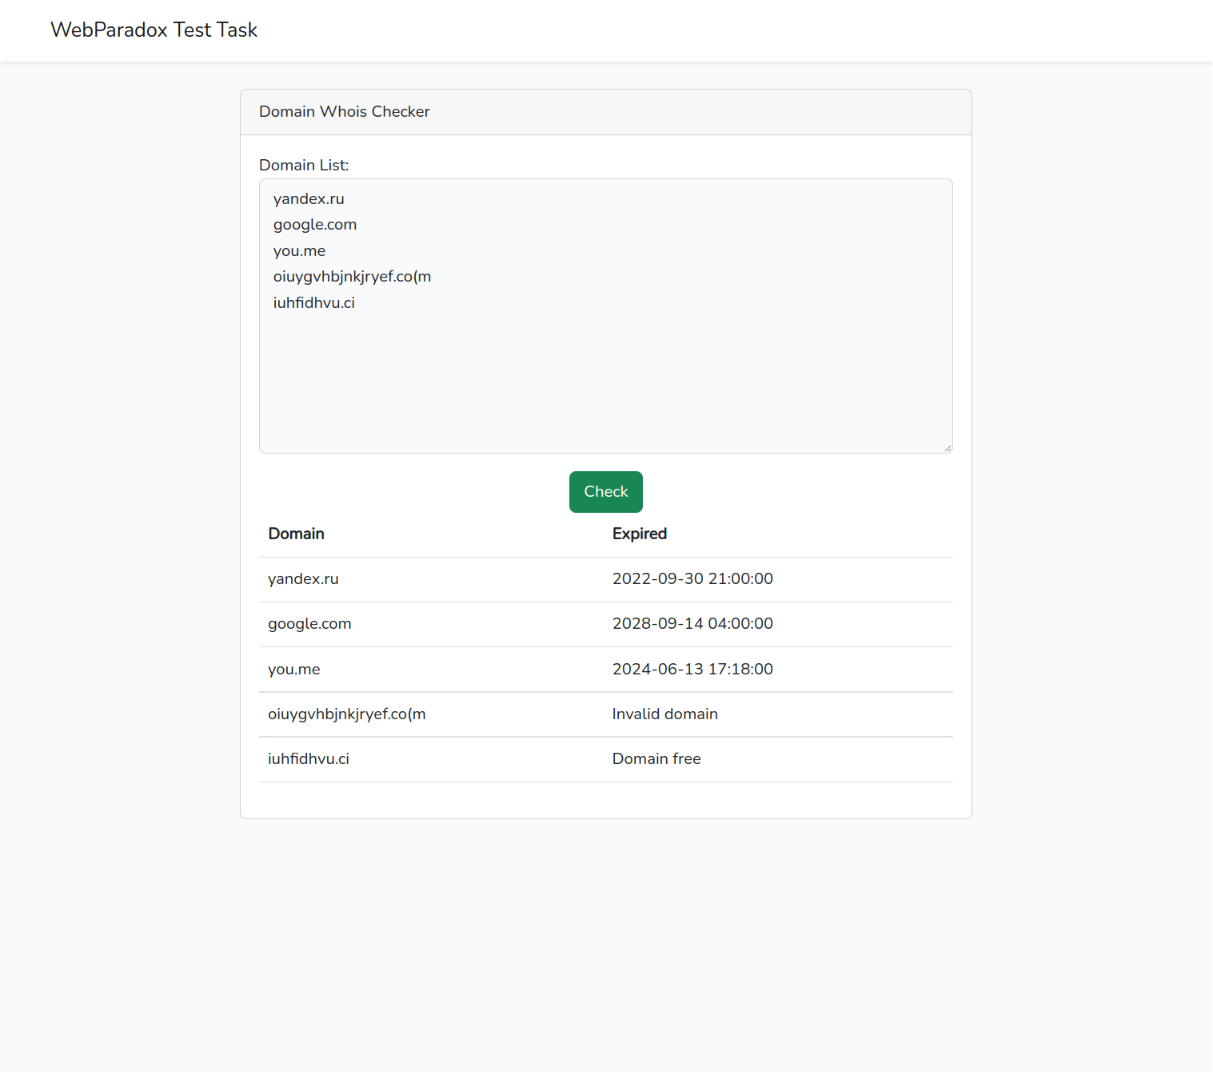 WebParadox Test Task
Domain Whois Checker
Domain List:
yandex.ru
google.com
you.me
oiuygvhbjnkjryef.co(m
iuhfidhvu.ci
Check
Domain Expired
yandex.ru 2022-09-30 21:00:00
google.com 2028-09-14 04:00:00
you.me 2024-06-13 17:18:00
oiuygvhbjnkjryef.co(m Invalid domain
iuhfidhvu.ci Domain free